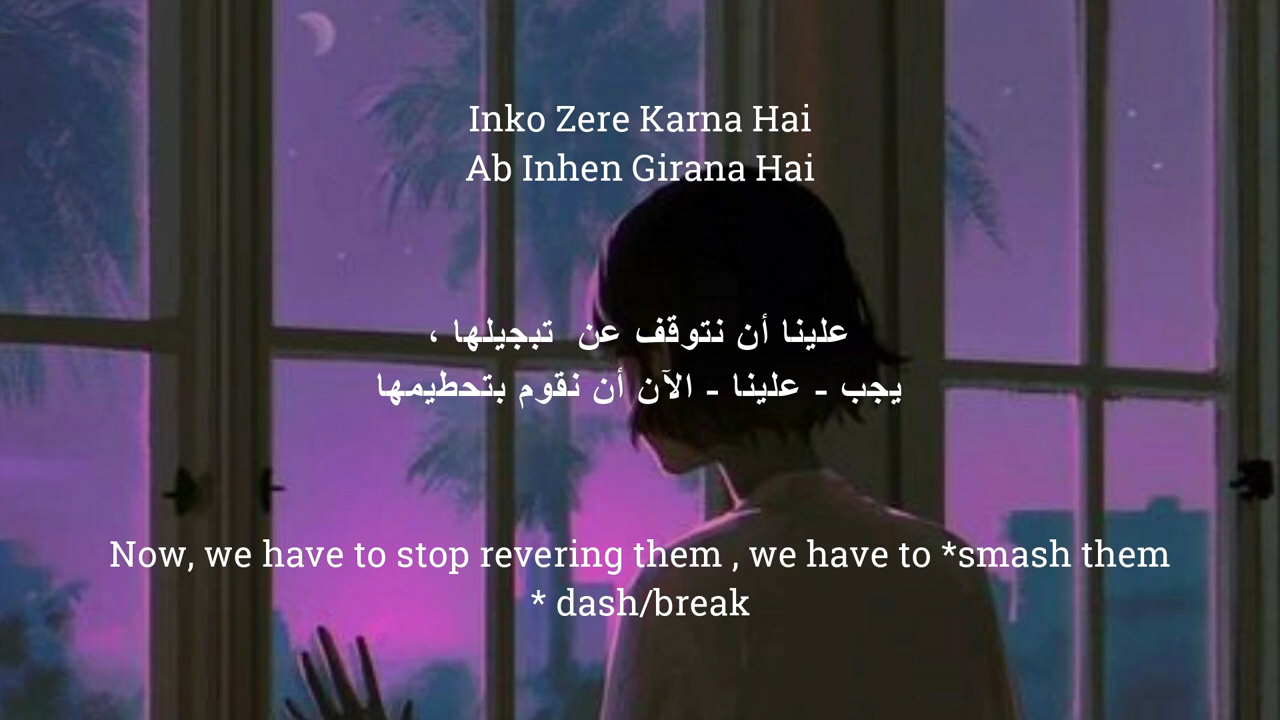 Inko Zere Karna Hai
Ab Inhen Girana Hai
علينا أن نتوقف عن تبجيلها ،
يجب - علينا - الآن أن نقوم بتحطيمها
Now, we have to stop revering them , we have to *smash them
* dash/break